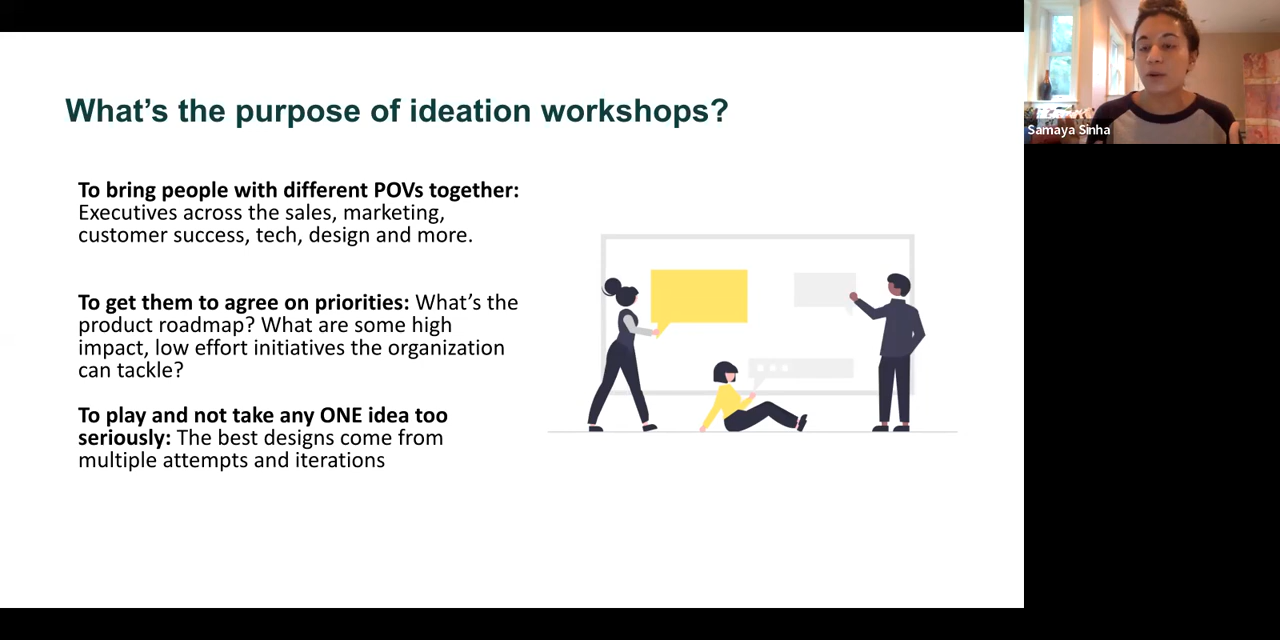 What's the purpose of ideation workshops?
To bring people with different POVs together:
Executives across the sales, marketing,
customer success, tech, design and more.
To get them to agree on priorities: What's the
product roadmap? What are some high
impact, low effort initiatives the organization
can tackle?
To play and not take any ONE idea too
seriously: The best designs come from
multiple attempts and iterations
Samaya Sinha